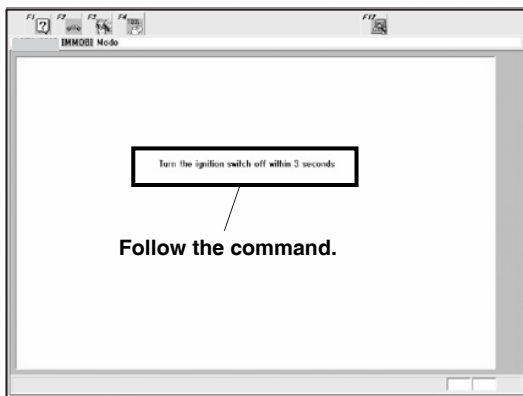 F1 F2 F3 F4 F12
IMMOBI Mode
Turn the ignition switch off within 3 seconds
Follow the command.